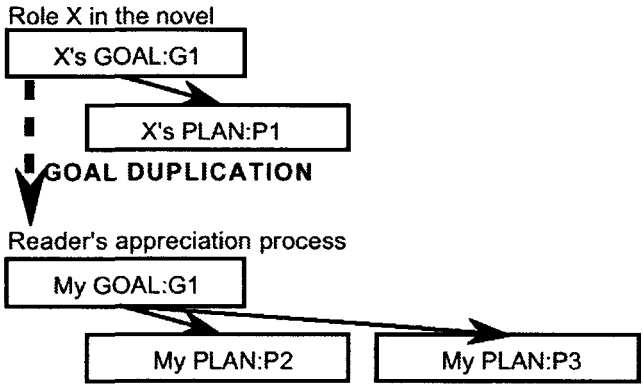 Role X in the novel
X's GOAL:G1
X's PLAN:P1
GOAL DUPLICATION
Reader's appreciation process
My GOAL:G1
My PLAN:P2 My PLAN:P3